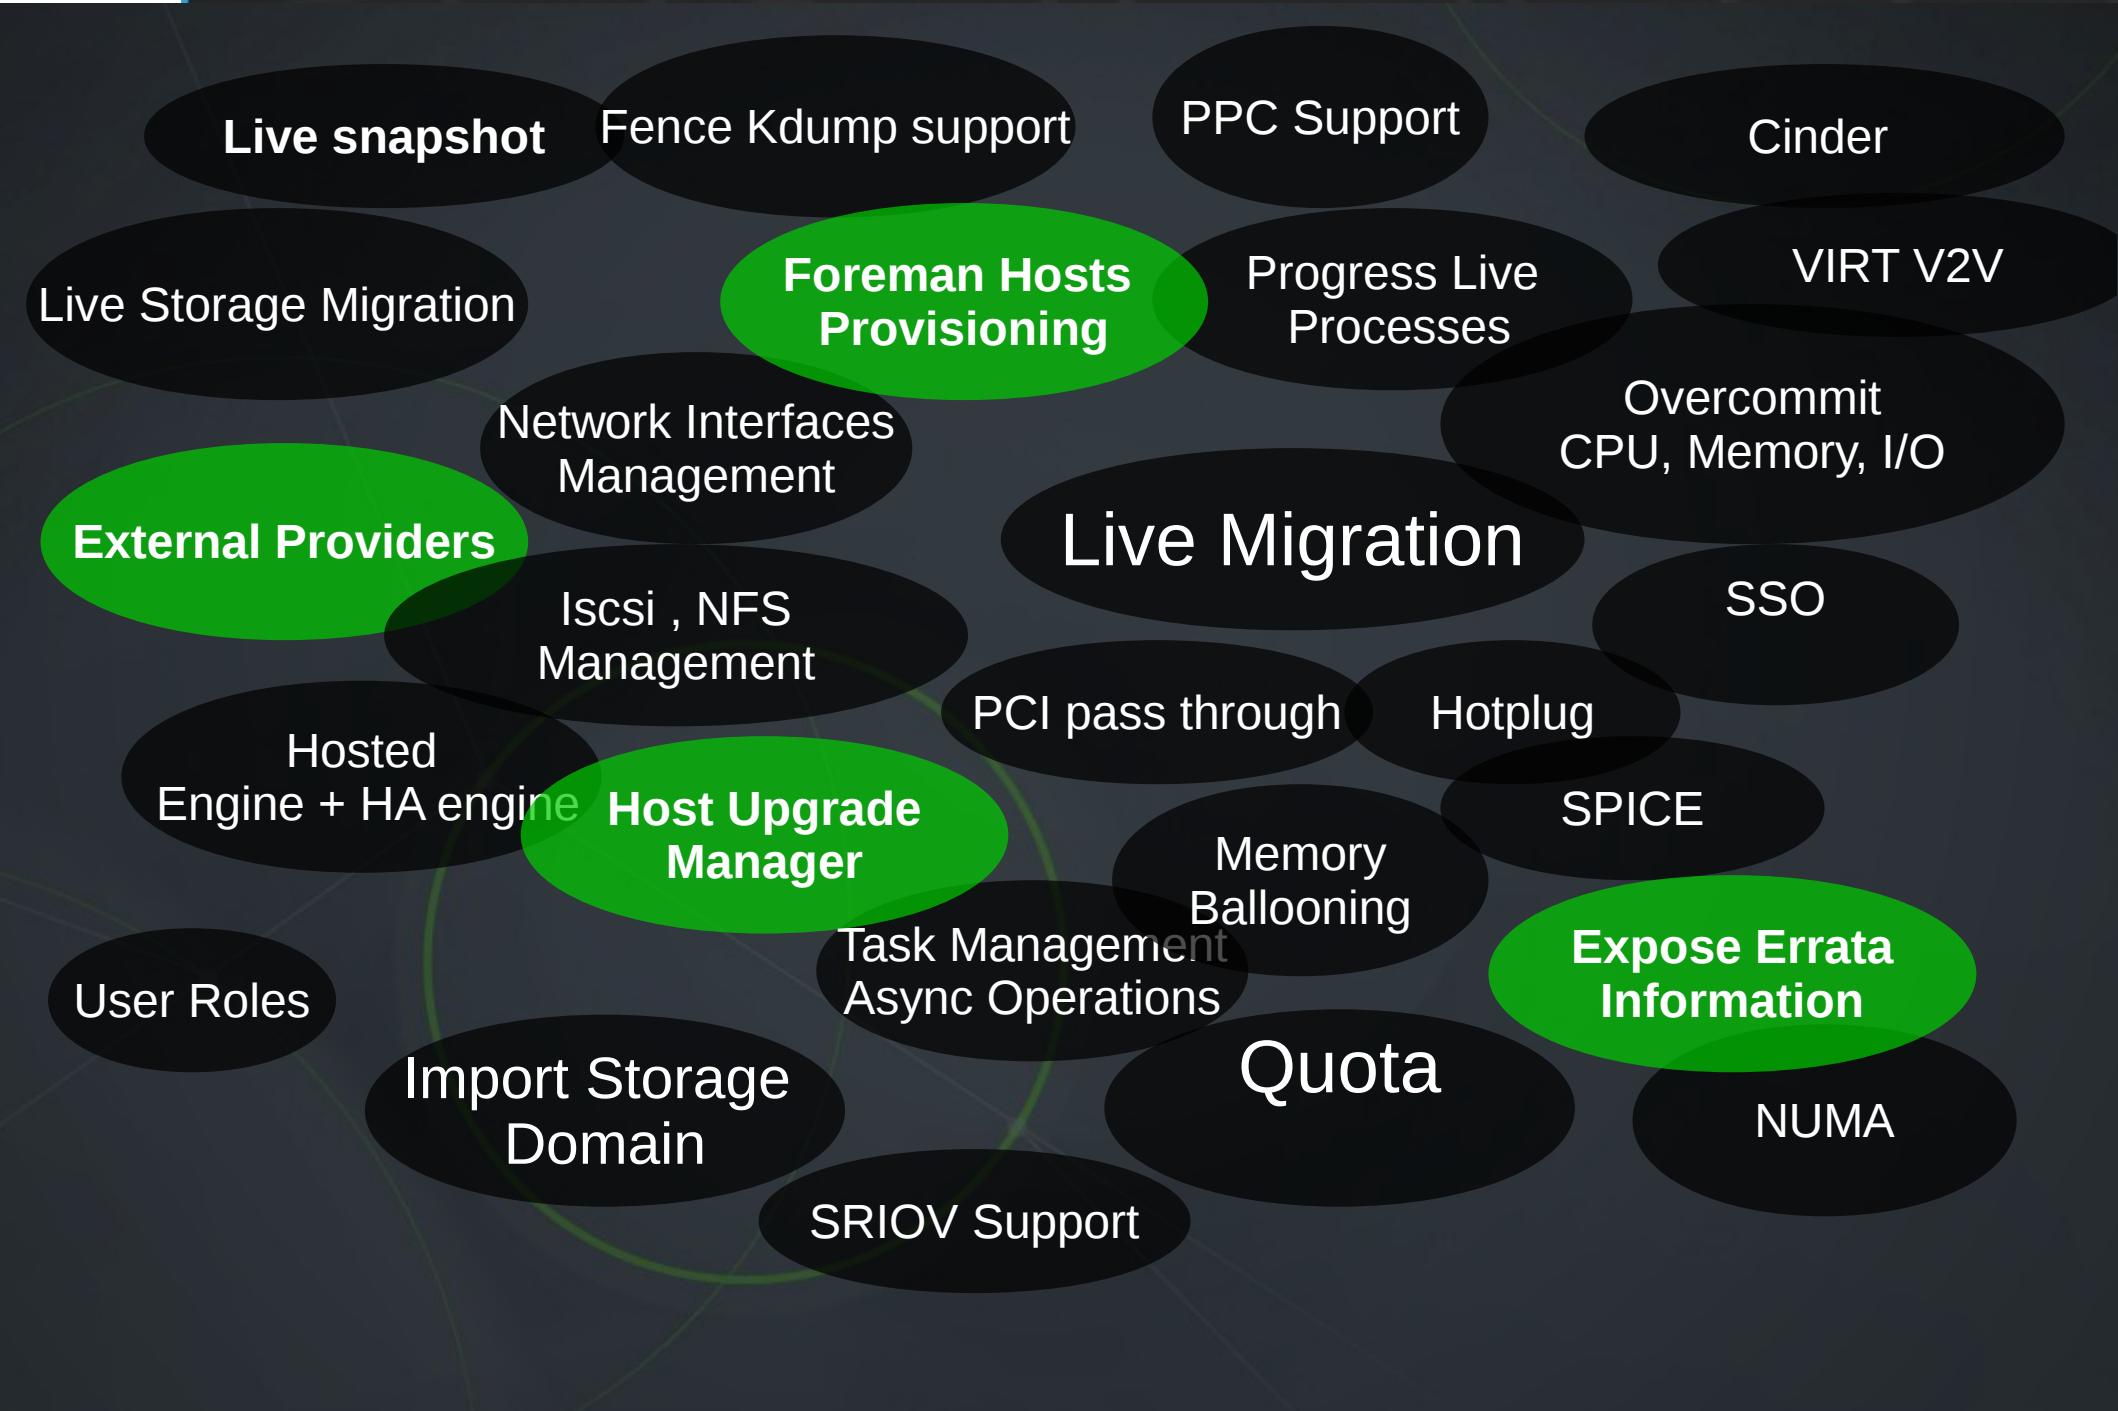 Live snapshot
Fence Kdump support
PPC Support
Cinder
Live Storage Migration
Foreman Hosts
Provisioning
Progress Live
Processes
VIRT V2V
Network Interfaces
Management
Overcommit
CPU, Memory, I/O
External Providers
Live Migration
Iscsi , NFS
Management
SSO
PCI pass through
Hotplug
Hosted
Engine + HA engine
Host Upgrade
Manager
SPICE
Memory
Ballooning
Task Management
Async Operations
Expose Errata
Information
User Roles
Import Storage
Domain
Quota
NUMA
SRIOV Support